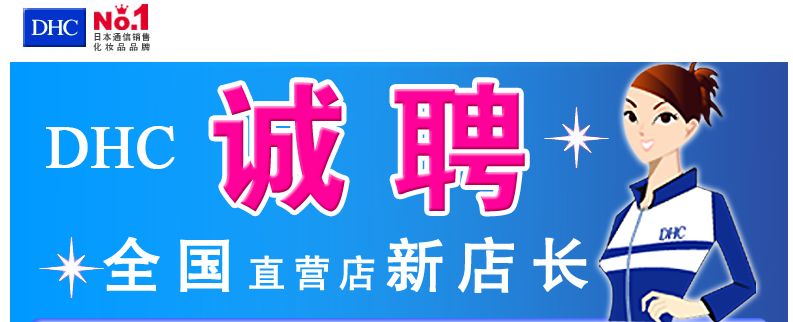 DHC No.1
日本通信销售
化妆品品牌
DHC 诚聘
全国直营店新店长
DHC